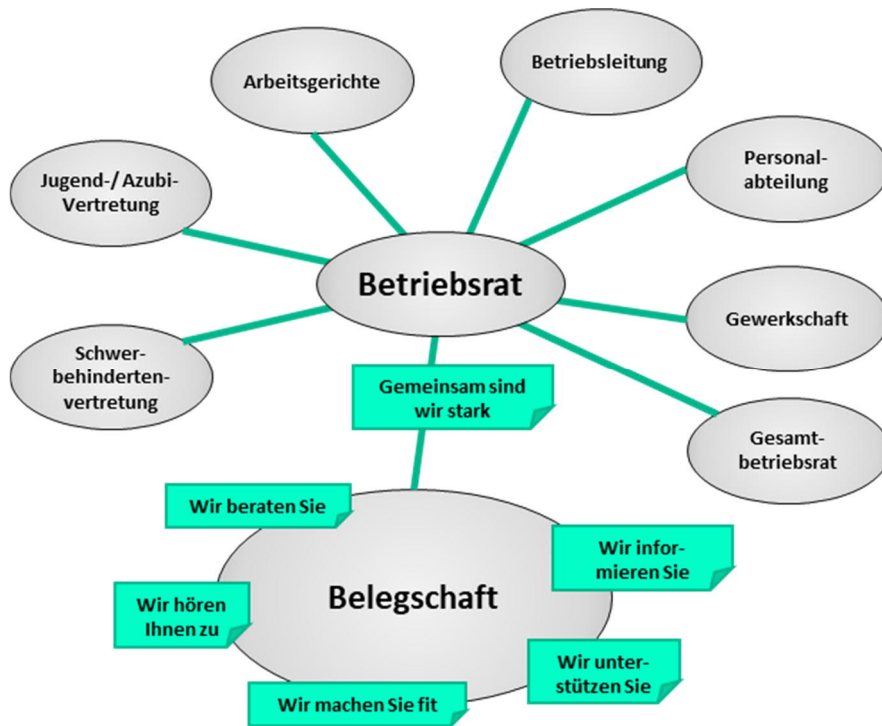 Arbeitsgerichte
Betriebsleitung
Jugend-/ Azubi-
Vertretung
Personal-
abteilung
Betriebsrat
Schwer-
behinderten-
vertretung
Gewerkschaft
Gemeinsam sind
wir stark
Gesamt-
betriebsrat
Wir beraten Sie
Wir infor-
mieren Sie
Belegschaft
Wir hören
Ihnen zu
Wir unter-
stützen Sie
Wir machen Sie fit